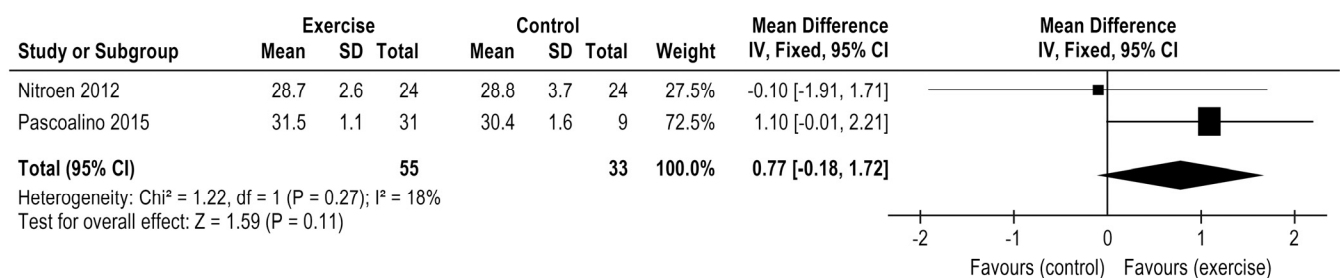 Exercise Control Mean Difference Mean Difference
Study or Subgroup Mean SD Total Mean SD Total Weight IV, Fixed, 95% CI IV, Fixed, 95% CI
Nitroen 2012 28.7 2.6 24 28.8 3.7 24 27.5% -0.10 [-1.91, 1.71]
Pascoalino 2015 31.5 1.1 31 30.4 1.6 9 72.5% 1.10 [-0.01, 2.21]
Total (95% CI) 55 33 100.0% 0.77 [-0.18, 1.72]
Heterogeneity: Chi² = 1.22, df = 1 (P = 0.27); I² = 18%
Test for overall effect: Z = 1.59 (P = 0.11)
-2 -1 0 1 2
Favours (control) Favours (exercise)